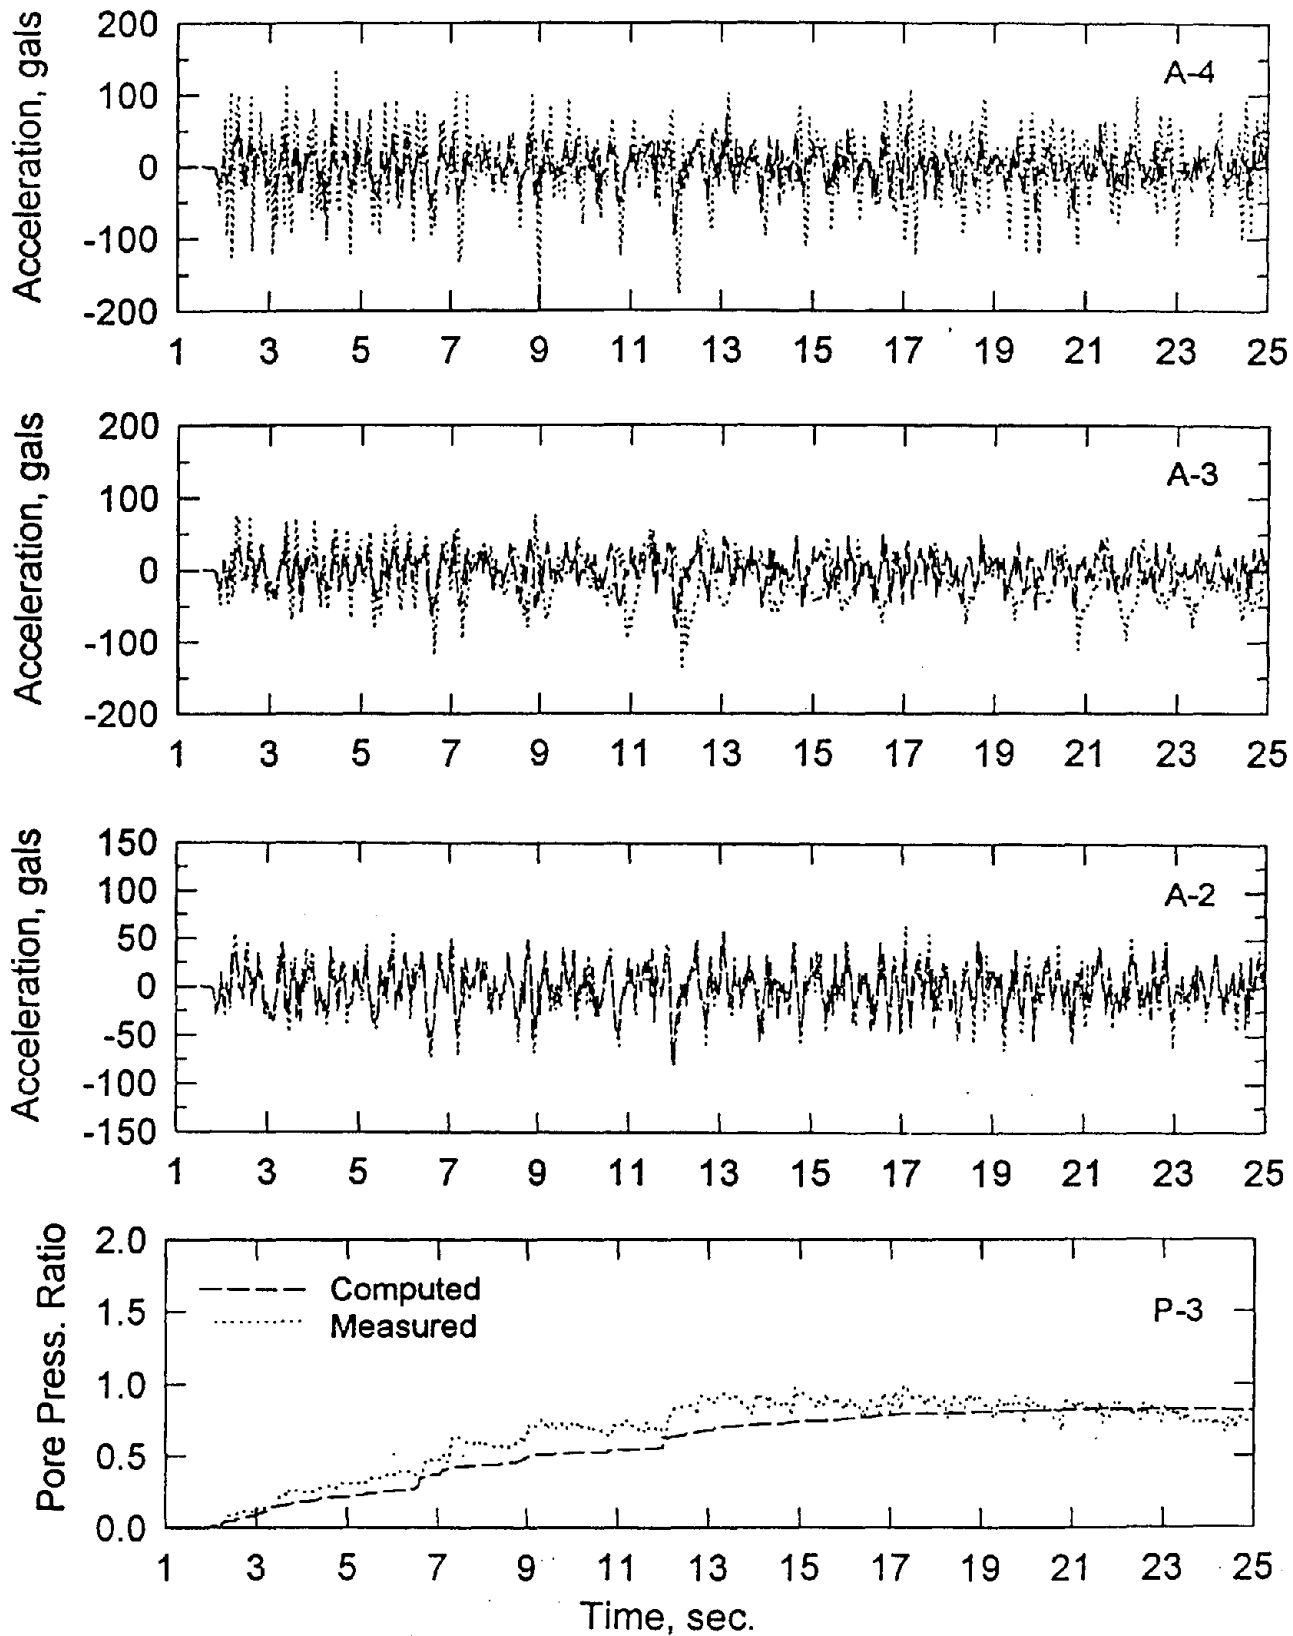 Acceleration, gals
200
100
0
-100
-200
A-4
1 3 5 7 9 11 13 15 17 19 21 23 25
Acceleration, gals
200
100
0
-100
-200
A-3
1 3 5 7 9 11 13 15 17 19 21 23 25
Acceleration, gals
150
100
50
0
-50
-100
-150
A-2
1 3 5 7 9 11 13 15 17 19 21 23 25
Pore Press. Ratio
2.0
1.5
1.0
0.5
0.0
Computed
Measured
P-3
1 3 5 7 9 11 13 15 17 19 21 23 25
Time, sec.